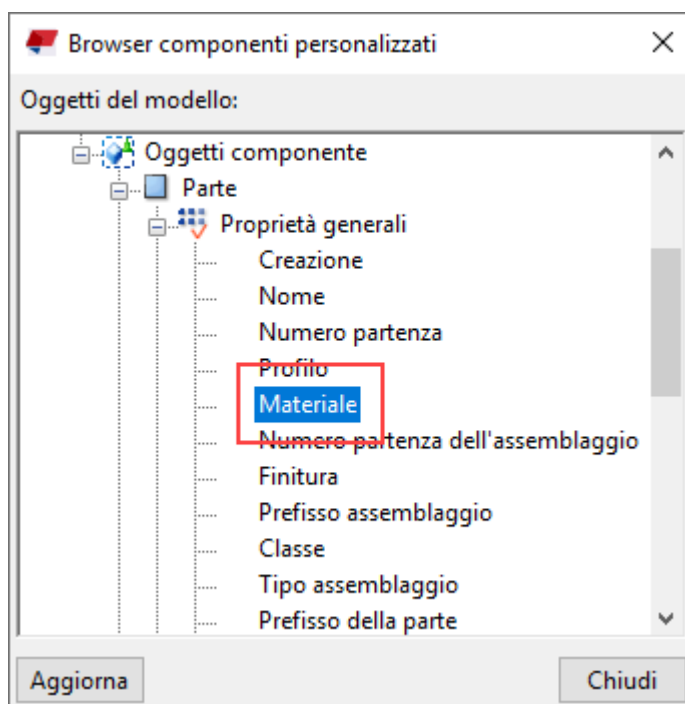 Browser componenti personalizzati
Oggetti del modello:
Oggetti componente
Parte
Proprietà generali
Creazione
Nome
Numero partenza
Profilo
Materiale
Numero partenza dell'assemblaggio
Finitura
Prefisso assemblaggio
Classe
Tipo assemblaggio
Prefisso della parte
Aggiorna
Chiudi